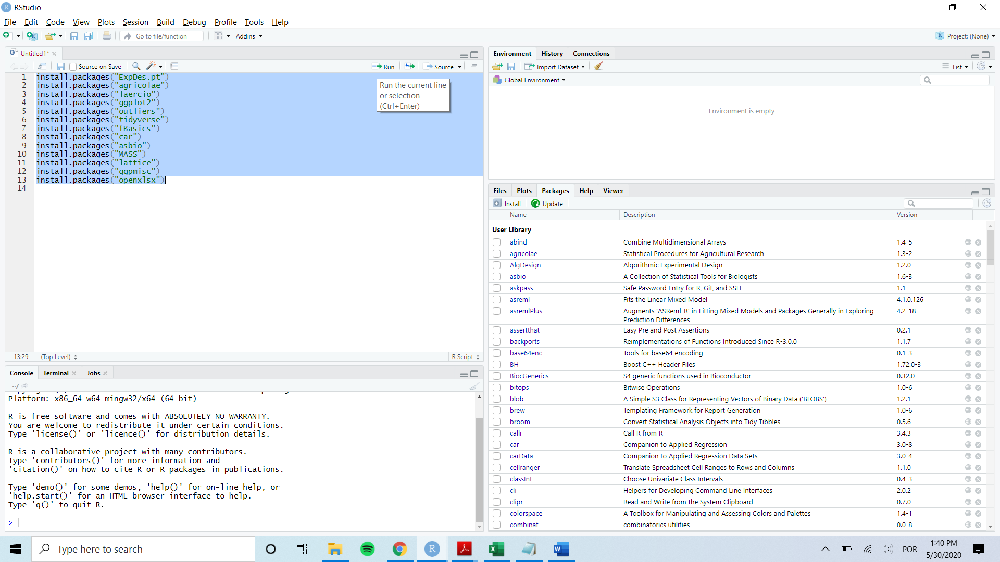 RStudio
File Edit Code View Plots Session Build Debug Profile Tools Help
Go to file/function Addins Project: (None)
Untitled1*
Source on Save Run Source
1 install.packages("ExpDes.pt")
2 install.packages("agricolae")
3 install.packages("laercio")
4 install.packages("ggplot2")
5 install.packages("outliers")
6 install.packages("tidyverse")
7 install.packages("fBasics")
8 install.packages("car")
9 install.packages("asbio")
10 install.packages("MASS")
11 install.packages("lattice")
12 install.packages("ggpmisc")
13 install.packages("openxlsx")
14
Run the current line
or selection
(Ctrl+Enter)
13:29 (Top Level) R Script
Console Terminal Jobs
~/
Platform: x86_64-w64-mingw32/x64 (64-bit)
R is free software and comes with ABSOLUTELY NO WARRANTY.
You are welcome to redistribute it under certain conditions.
Type 'license()' or 'licence()' for distribution details.
R is a collaborative project with many contributors.
Type 'contributors()' for more information and
'citation()' on how to cite R or R packages in publications.
Type 'demo()' for some demos, 'help()' for on-line help, or
'help.start()' for an HTML browser interface to help.
Type 'q()' to quit R.
>
Environment History Connections
Import Dataset List
Global Environment
Environment is empty
Files Plots Packages Help Viewer
Install Update
Name Description Version
User Library
abind Combine Multidimensional Arrays 1.4-5
agricolae Statistical Procedures for Agricultural Research 1.3-2
AlgDesign Algorithmic Experimental Design 1.2.0
asbio A Collection of Statistical Tools for Biologists 1.6-3
askpass Safe Password Entry for R, Git, and SSH 1.1
asreml Fits the Linear Mixed Model 4.1.0.126
asremlPlus Augments 'ASReml-R' in Fitting Mixed Models and Packages Generally in Exploring 4.2-18
Prediction Differences
assertthat Easy Pre and Post Assertions 0.2.1
backports Reimplementations of Functions Introduced Since R-3.0.0 1.1.7
base64enc Tools for base64 encoding 0.1-3
BH Boost C++ Header Files 1.72.0-3
BiocGenerics S4 generic functions used in Bioconductor 0.32.0
bitops Bitwise Operations 1.0-6
blob A Simple S3 Class for Representing Vectors of Binary Data ('BLOBS') 1.2.1
brew Templating Framework for Report Generation 1.0-6
broom Convert Statistical Analysis Objects into Tidy Tibbles 0.5.6
callr Call R from R 3.4.3
car Companion to Applied Regression 3.0-8
carData Companion to Applied Regression Data Sets 3.0-4
cellranger Translate Spreadsheet Cell Ranges to Rows and Columns 1.1.0
classInt Choose Univariate Class Intervals 0.4-3
cli Helpers for Developing Command Line Interfaces 2.0.2
clipr Read and Write from the System Clipboard 0.7.0
colorspace A Toolbox for Manipulating and Assessing Colors and Palettes 1.4-1
combinat combinatorics utilities 0.0-8
Type here to search
POR
1:40 PM
5/30/2020